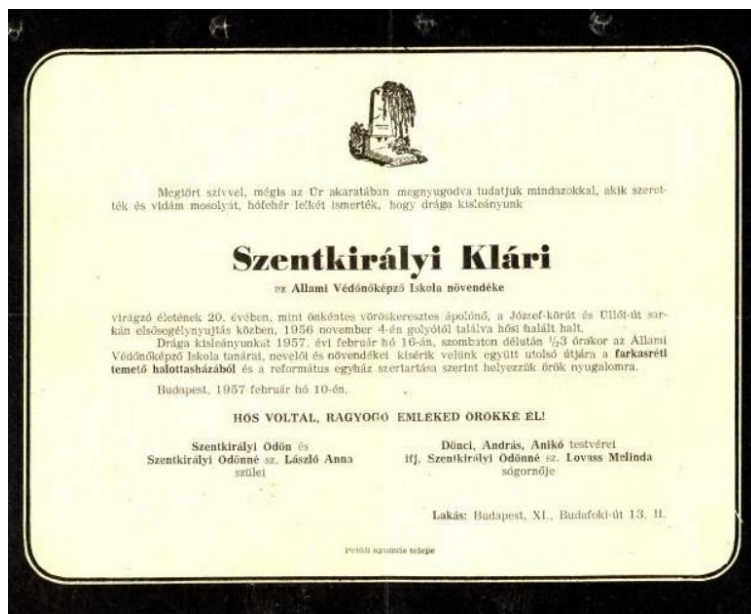 Megtört szívvel, mégis az Úr akaratában megnyugodva tudatjuk mindazokkal, akik szeret-
ték és vidám mosolyát, hófehér lelkét ismerték, hogy drága kisleányunk
Szentkirályi Klári
az Állami Védőnőképző Iskola növendéke
virágzó életének 20. évében, mint önkéntes vöröskeresztes ápolónő, a József-körút és Üllői-út sar-
kán elsősegélynyujtás közben, 1956 november 4-én golyótól találva hősi halált halt.
Drága kisleányunkat 1957. évi február hó 16-án, szombaton délután 1/23 órakor az Állami
Védőnőképző Iskola tanárai, nevelői és növendékei kísérik velünk együtt utolsó útjára a farkasréti
temető halottasházából és a református egyház szertartása szerint helyezzük örök nyugalomra.
Budapest, 1957 február hó 10-én.
HŐS VOLTÁL, RAGYOGÓ EMLÉKED ÖRÖKKÉ ÉL!
Szentkirályi Ödön és
Szentkirályi Ödönné sz. László Anna
szülei
Dönci, András, Anikó testvérei
ifj. Szentkirályi Ödönné sz. Lovass Melinda
sógornője
Lakás: Budapest, XI., Budafoki-út 13. II.
Petőfi nyomda telepe